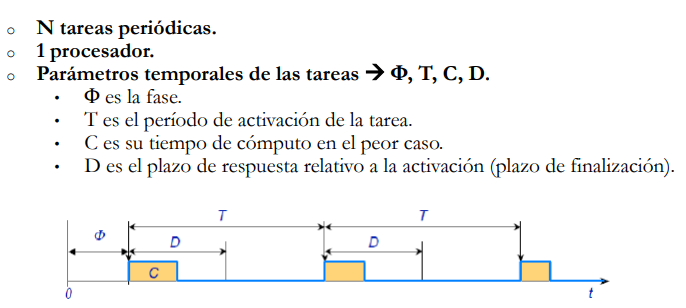 o N tareas periódicas.
o 1 procesador.
o Parámetros temporales de las tareas → Φ, T, C, D.
• Φ es la fase.
• T es el período de activación de la tarea.
• C es su tiempo de cómputo en el peor caso.
• D es el plazo de respuesta relativo a la activación (plazo de finalización).
T T
Φ D D
C
0 t